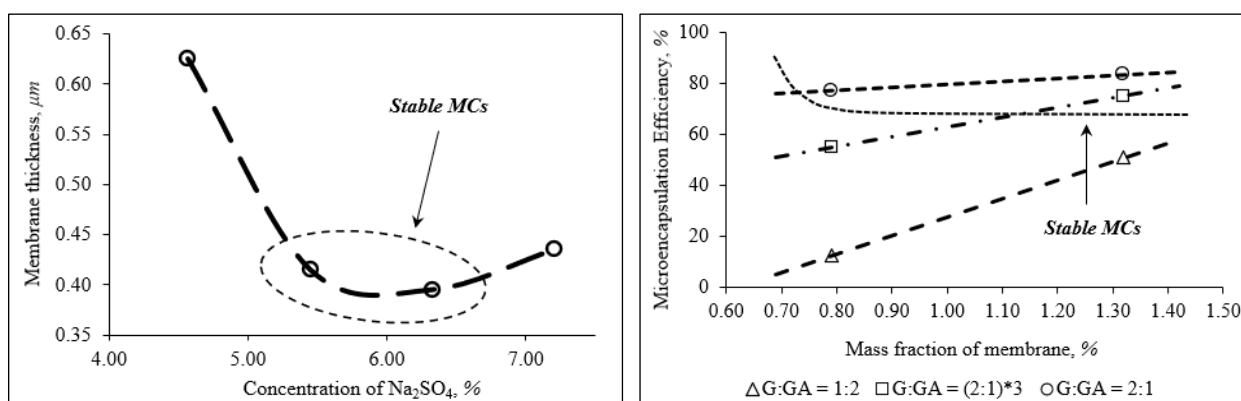 Membrane thickness, μm
0.65
0.60
0.55
0.50
0.45
0.40
0.35
Stable MCs
4.00 5.00 6.00 7.00
Concentration of Na₂SO₄, %
Microencapsulation Efficiency, %
100
80
60
40
20
0
Stable MCs
0.60 0.70 0.80 0.90 1.00 1.10 1.20 1.30 1.40 1.50
Mass fraction of membrane, %
G:GA = 1:2 G:GA = (2:1)*3 G:GA = 2:1